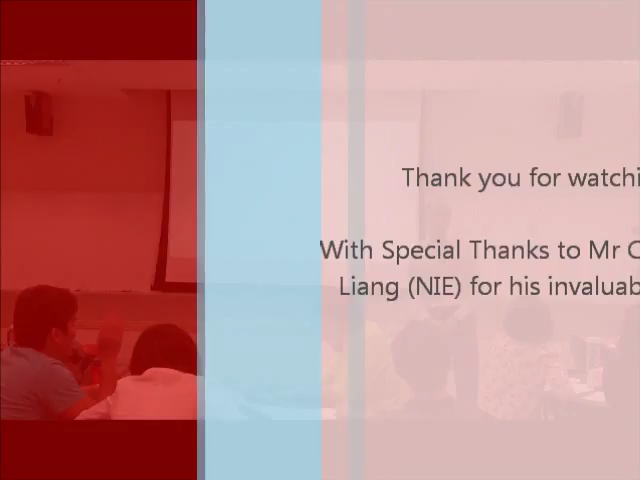 Thank you for watchi
With Special Thanks to Mr C
Liang (NIE) for his invaluab